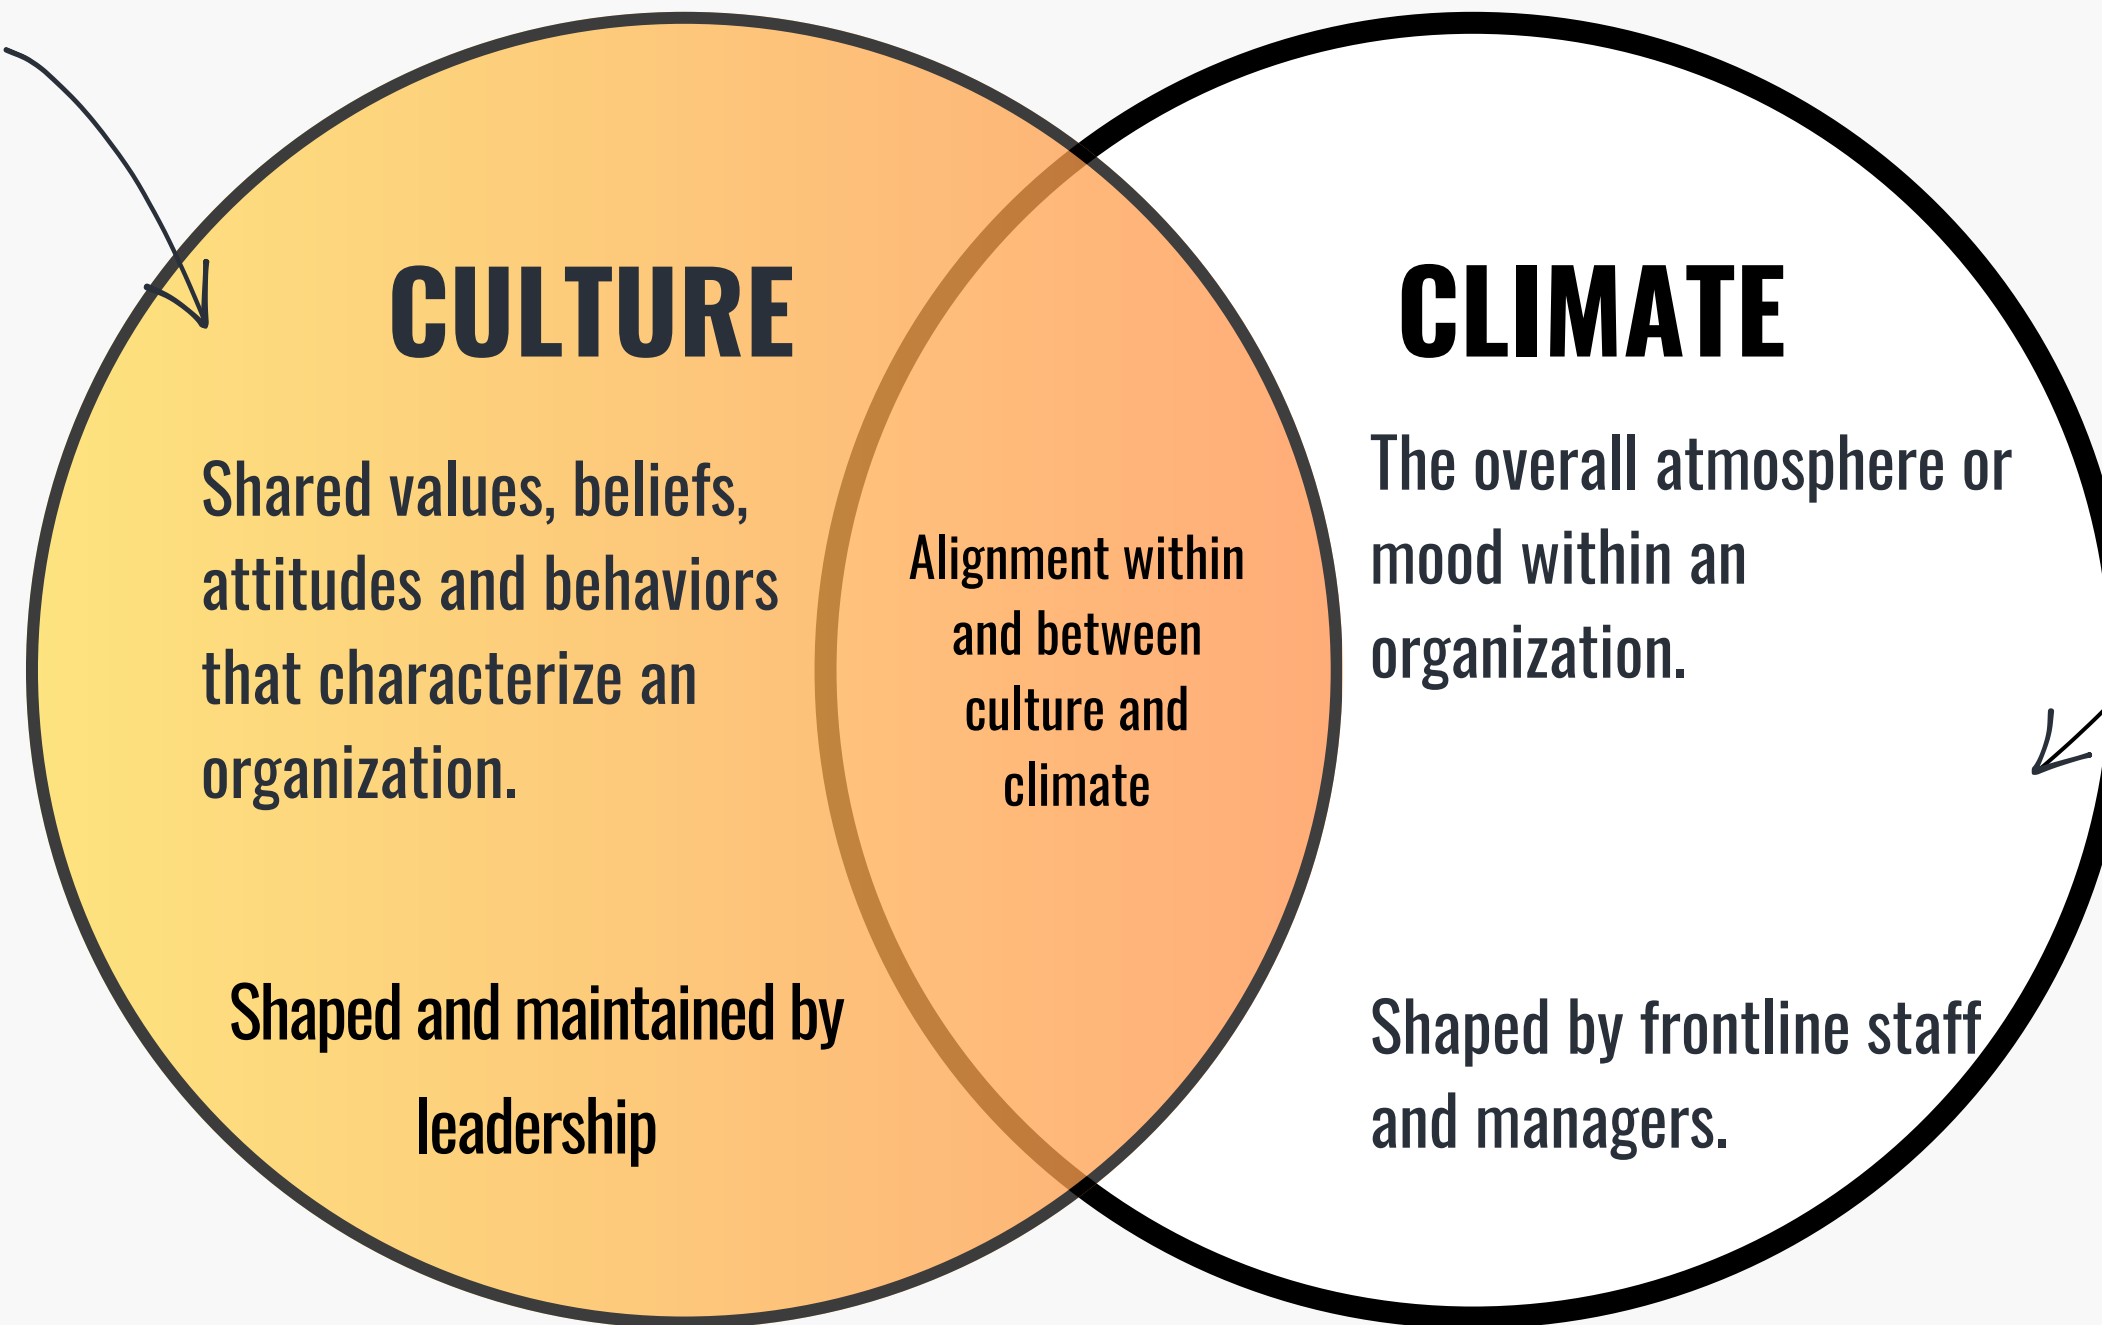 CULTURE
Shared values, beliefs,
attitudes and behaviors
that characterize an
organization.
Shaped and maintained by
leadership
Alignment within
and between
culture and
climate
CLIMATE
The overall atmosphere or
mood within an
organization.
Shaped by frontline staff
and managers.